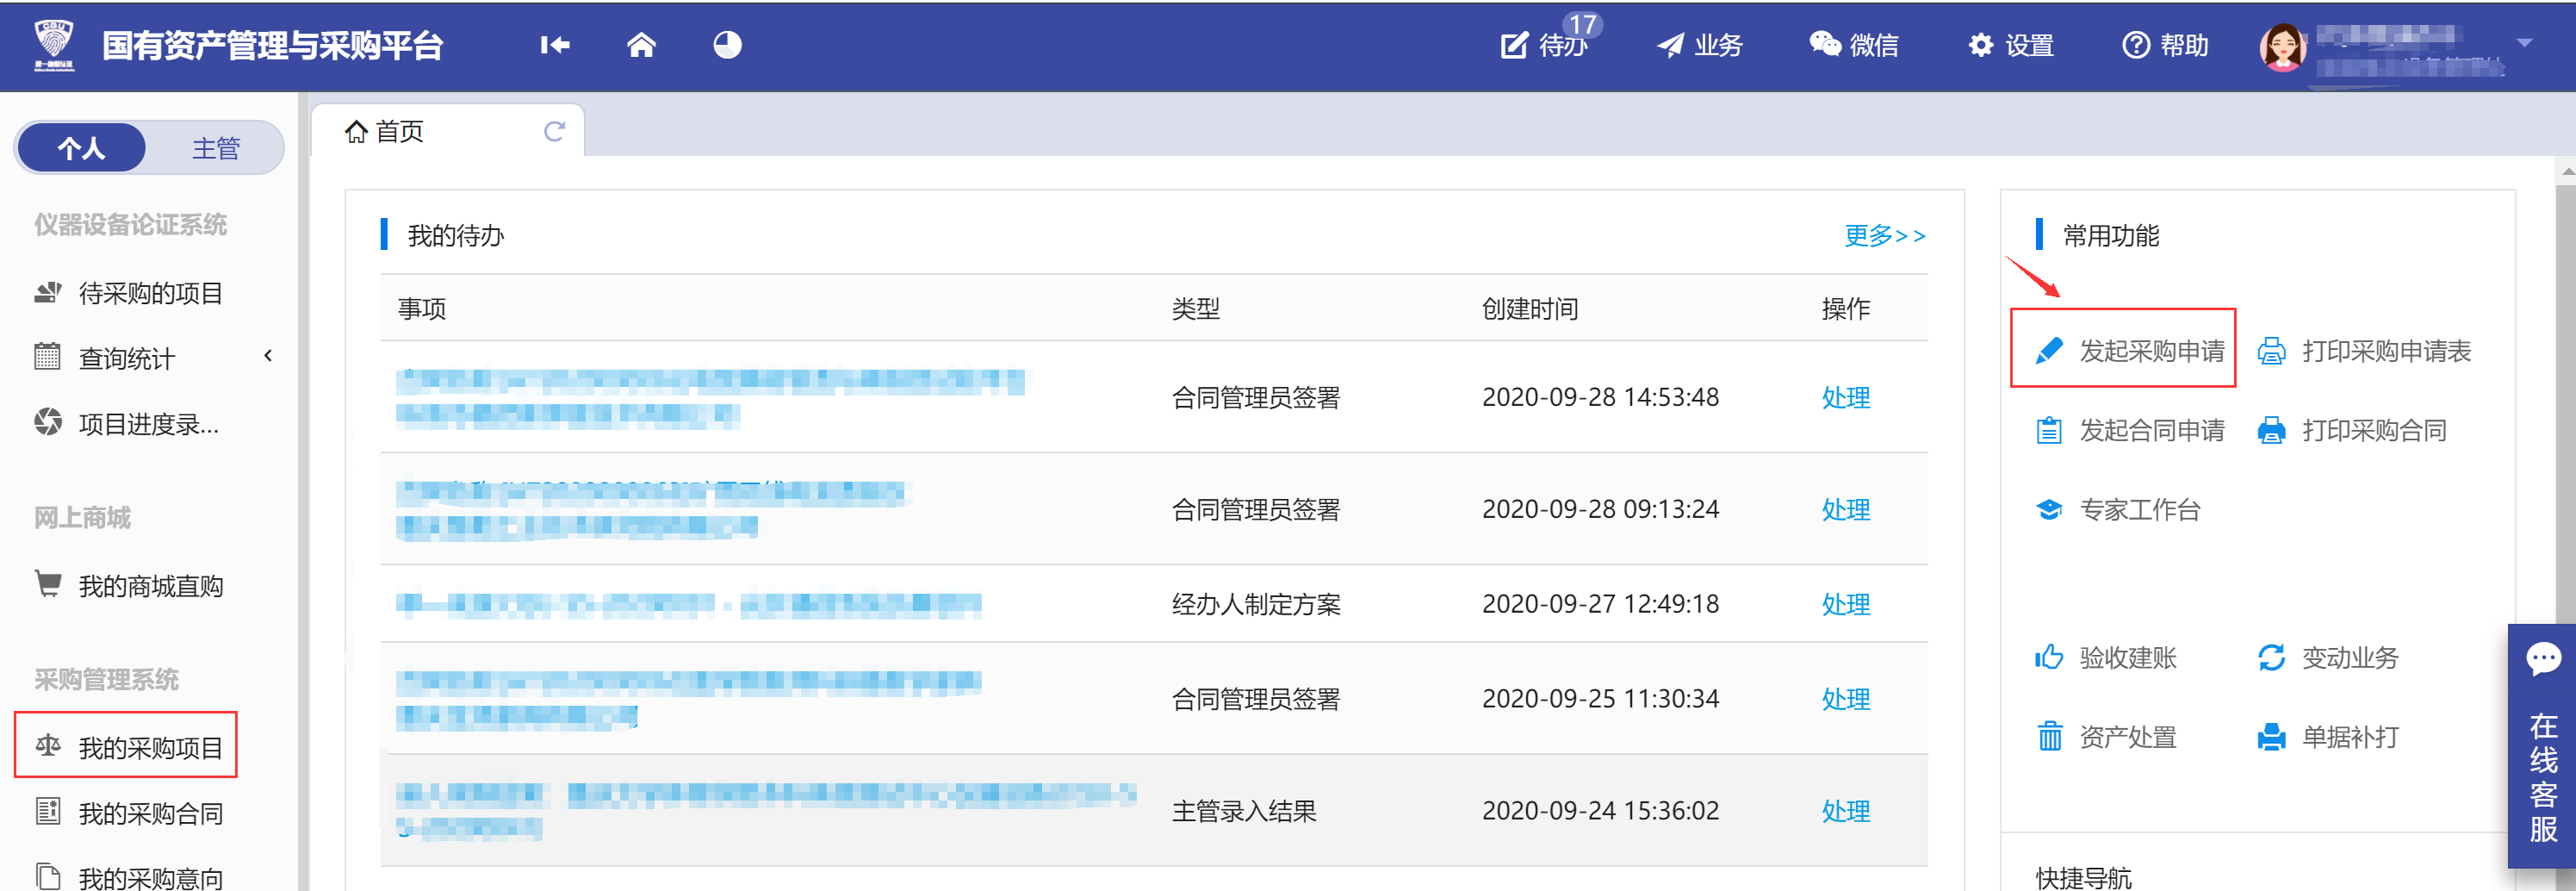 CQU
国有资产管理与采购平台
待办
17
业务
微信
设置
帮助
个人
主管
首页
仪器设备论证系统
待采购的项目
查询统计
项目进度录...
网上商城
我的商城直购
采购管理系统
我的采购项目
我的采购合同
我的采购意向
我的待办
更多>>
事项 类型 创建时间 操作
合同管理员签署 2020-09-28 14:53:48 处理
合同管理员签署 2020-09-28 09:13:24 处理
经办人制定方案 2020-09-27 12:49:18 处理
合同管理员签署 2020-09-25 11:30:34 处理
主管录入结果 2020-09-24 15:36:02 处理
常用功能
发起采购申请 打印采购申请表
发起合同申请 打印采购合同
专家工作台
验收建账 变动业务
资产处置 单据补打
快捷导航
在线客服